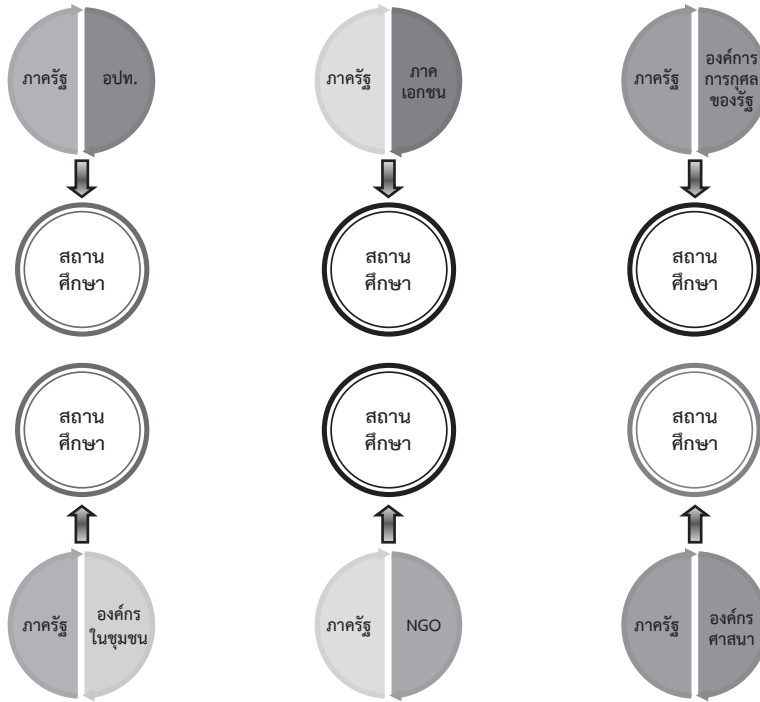 ภาครัฐ
อปท.
ภาครัฐ
ภาค
เอกชน
ภาครัฐ
องค์การ
การกุศล
ของรัฐ
สถาน
ศึกษา
สถาน
ศึกษา
สถาน
ศึกษา
สถาน
ศึกษา
สถาน
ศึกษา
สถาน
ศึกษา
ภาครัฐ
องค์กร
ในชุมชน
ภาครัฐ
NGO
ภาครัฐ
องค์กร
ศาสนา